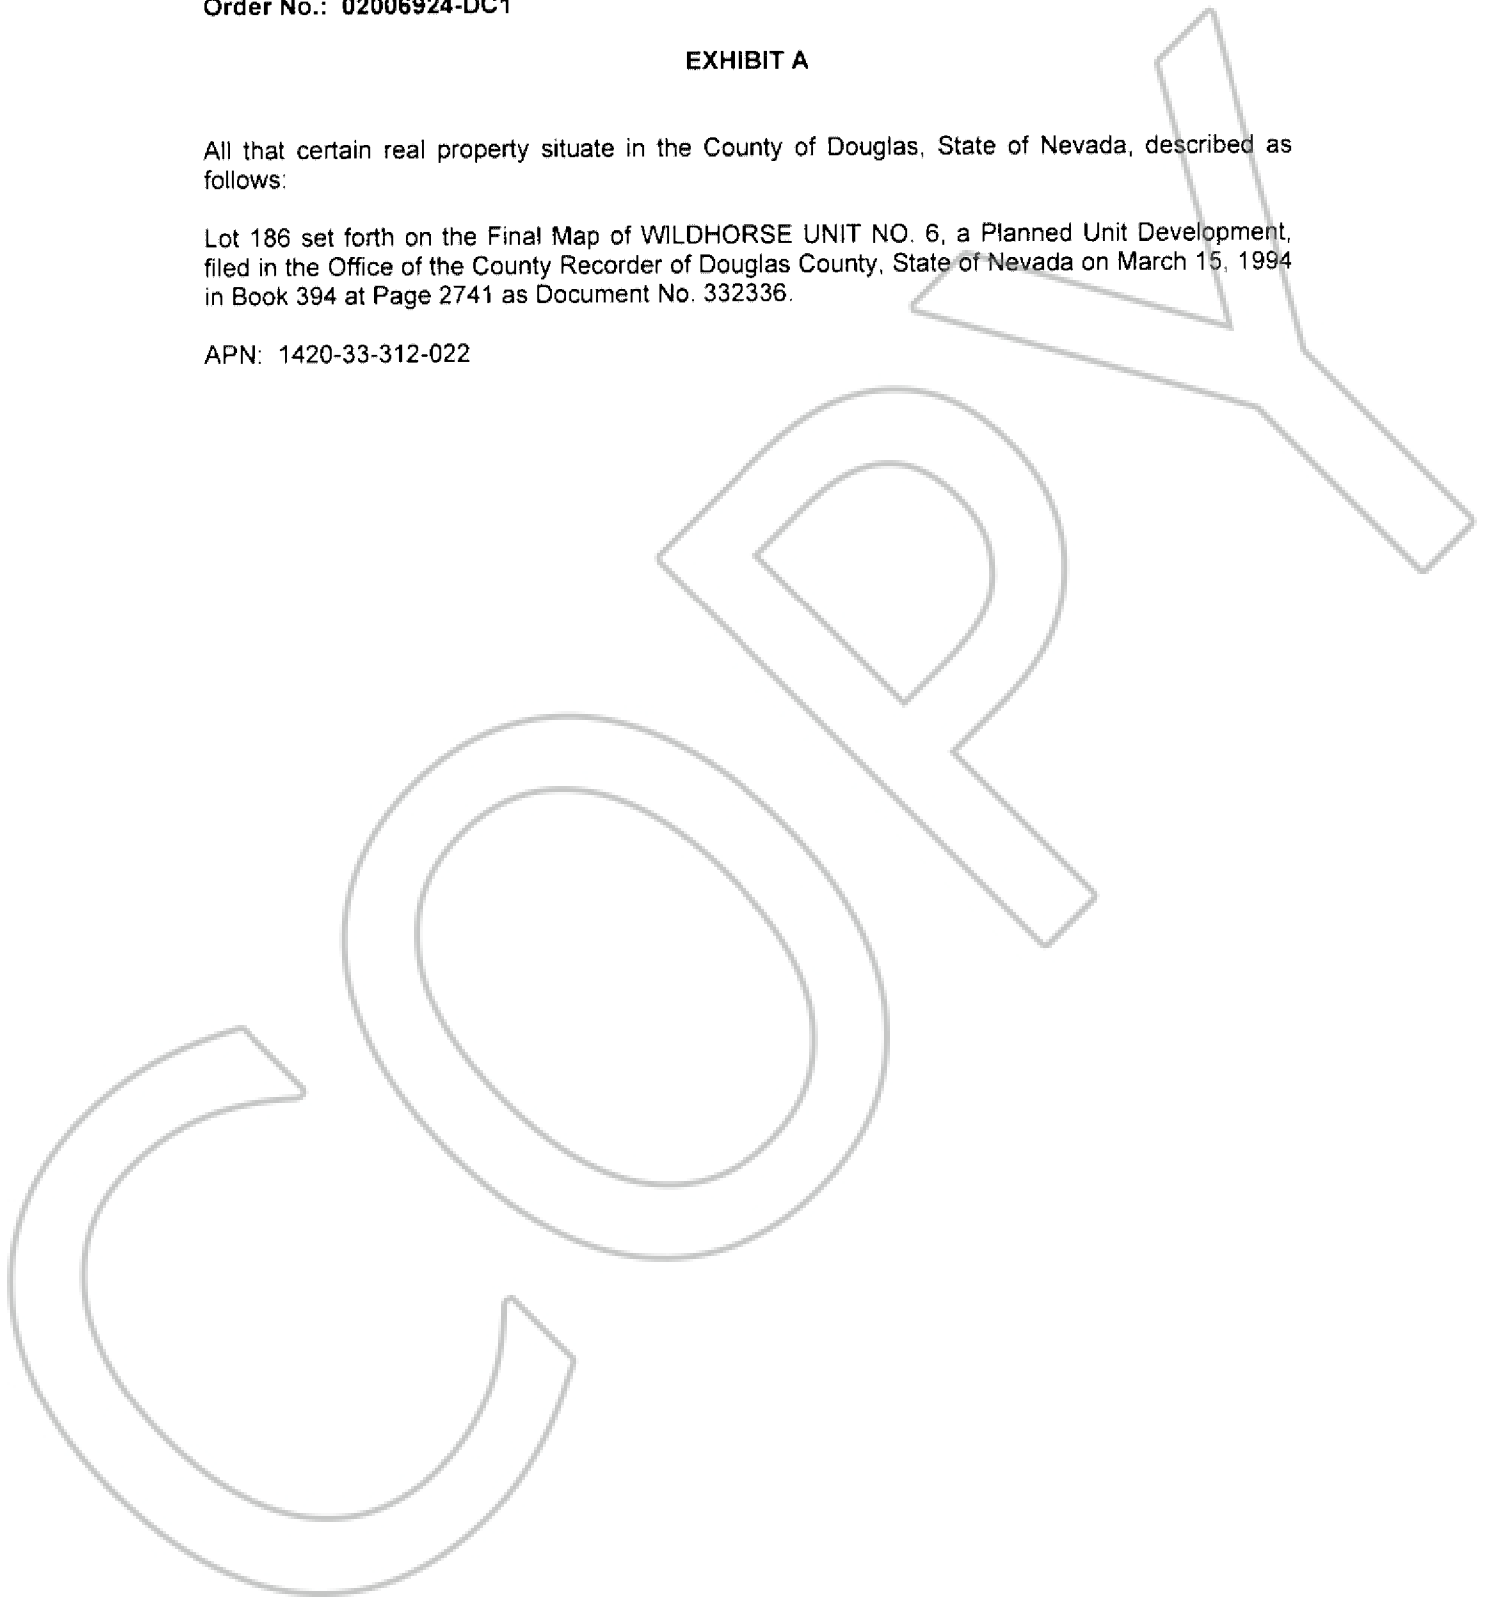 Order No.: 02006924-DC1
EXHIBIT A
All that certain real property situate in the County of Douglas, State of Nevada, described as
follows:
Lot 186 set forth on the Final Map of WILDHORSE UNIT NO. 6, a Planned Unit Development,
filed in the Office of the County Recorder of Douglas County, State of Nevada on March 15, 1994
in Book 394 at Page 2741 as Document No. 332336.
APN: 1420-33-312-022
COPY